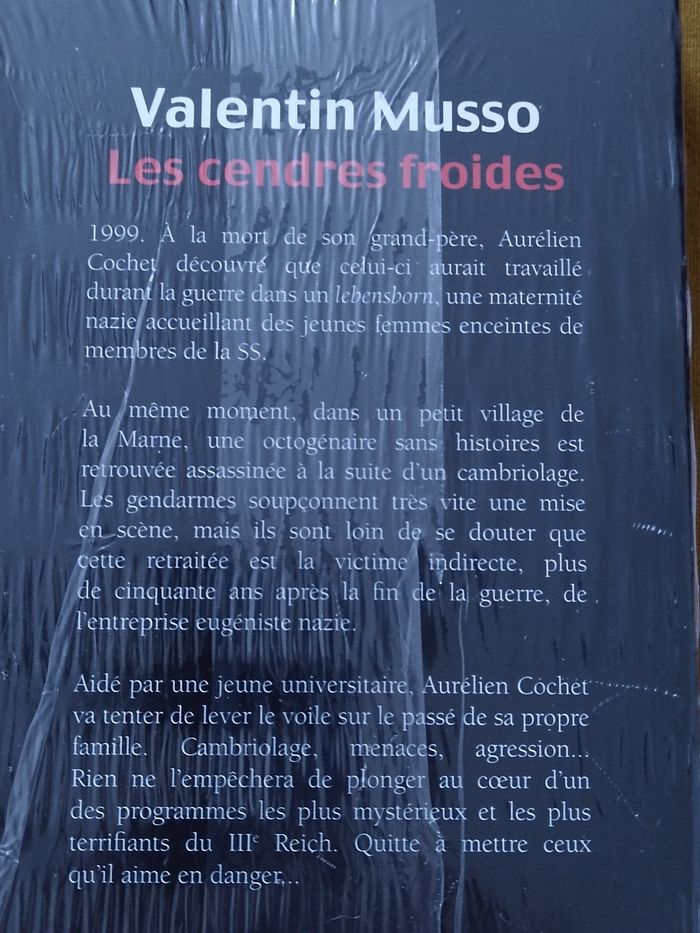 Valentin Musso
Les cendres froides
1999. À la mort de son grand-père, Aurélien
Cochet découvre que celui-ci aurait travaillé
durant la guerre dans un lebensborn, une maternité
nazie accueillant des jeunes femmes enceintes de
membres de la SS.
Au même moment, dans un petit village de
la Marne, une octogénaire sans histoires est
retrouvée assassinée à la suite d'un cambriolage.
Les gendarmes soupçonnent très vite une mise
en scène, mais ils sont loin de se douter que
cette retraitée est la victime indirecte, plus
de cinquante ans après la fin de la guerre, de
l'entreprise eugéniste nazie.
Aidé par une jeune universitaire, Aurélien Cochet
va tenter de lever le voile sur le passé de sa propre
famille. Cambriolage, menaces, agression...
Rien ne l'empêchera de plonger au cœur d'un
des programmes les plus mystérieux et les plus
terrifiants du IIIe Reich. Quitte à mettre ceux
qu'il aime en danger...